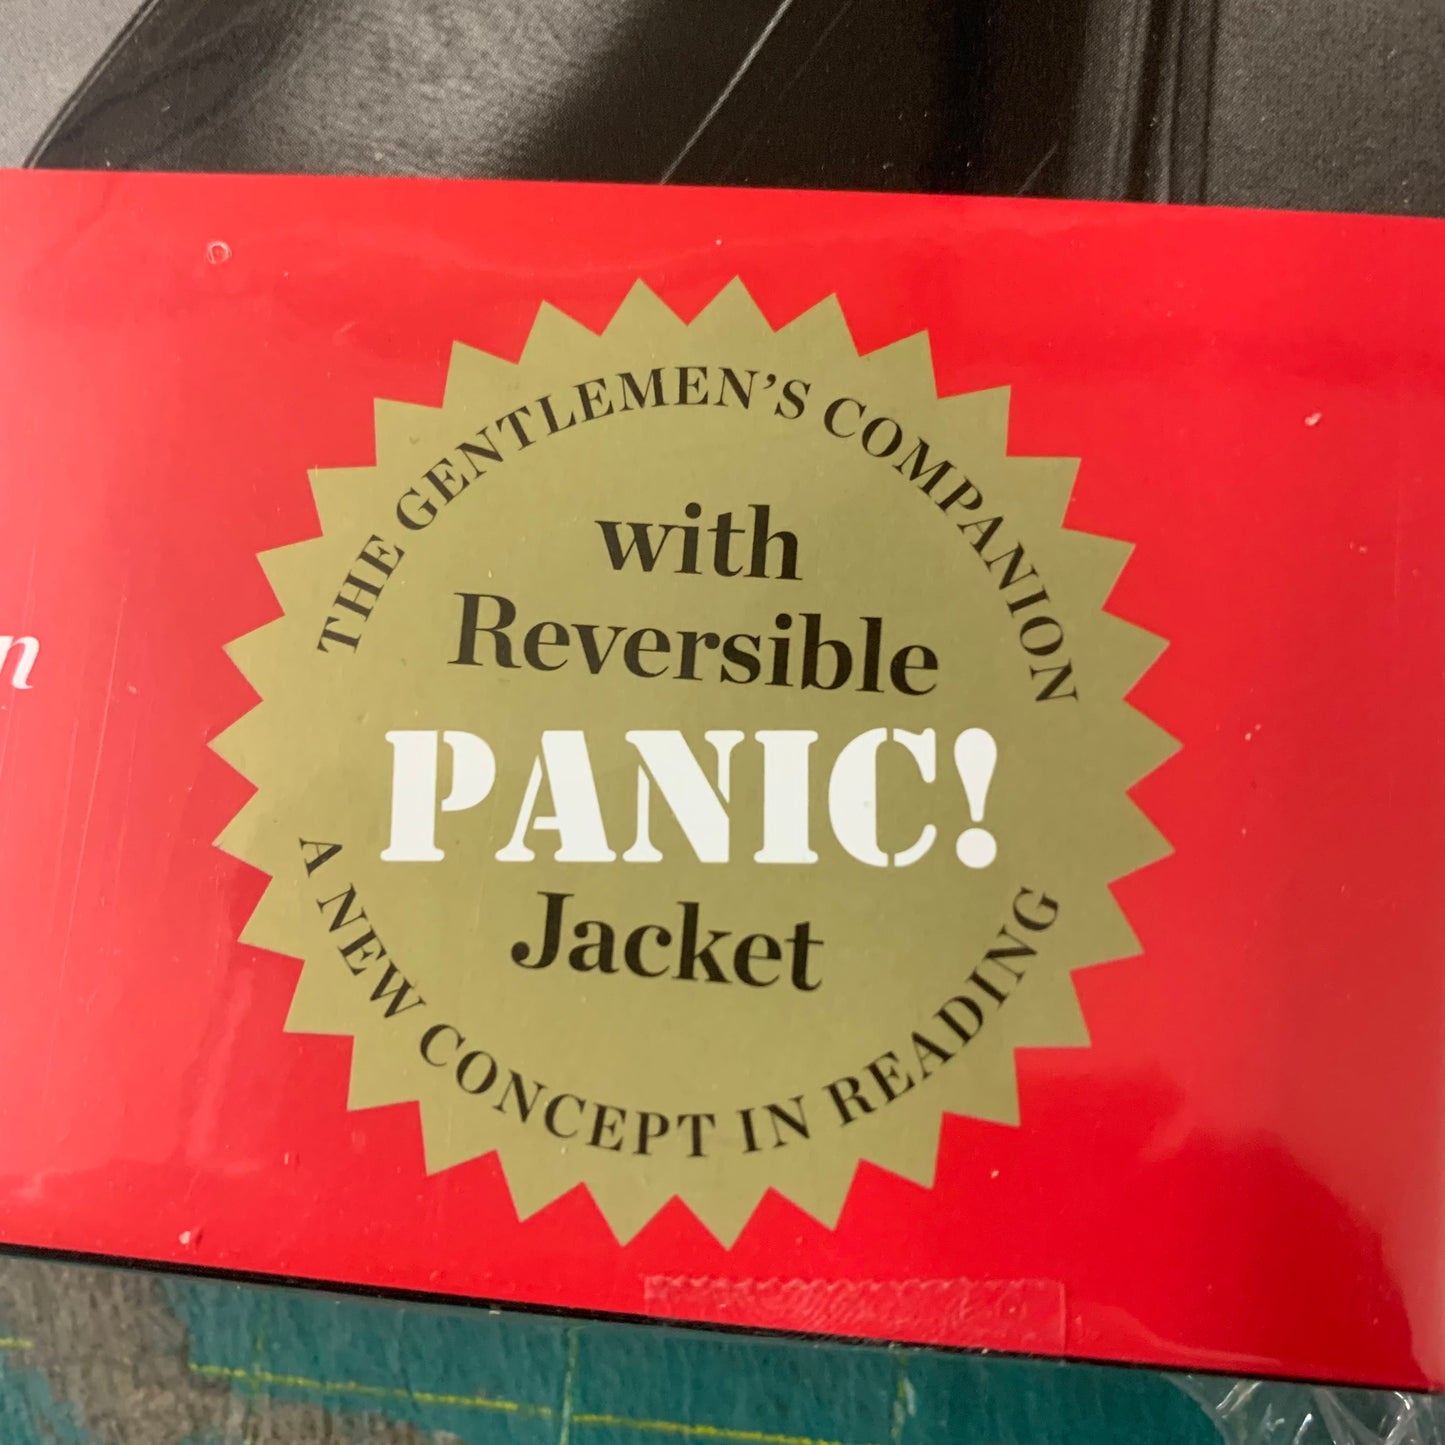 THE GENTLEMEN'S COMPANION
with
Reversible
PANIC!
Jacket
A NEW CONCEPT IN READING
n